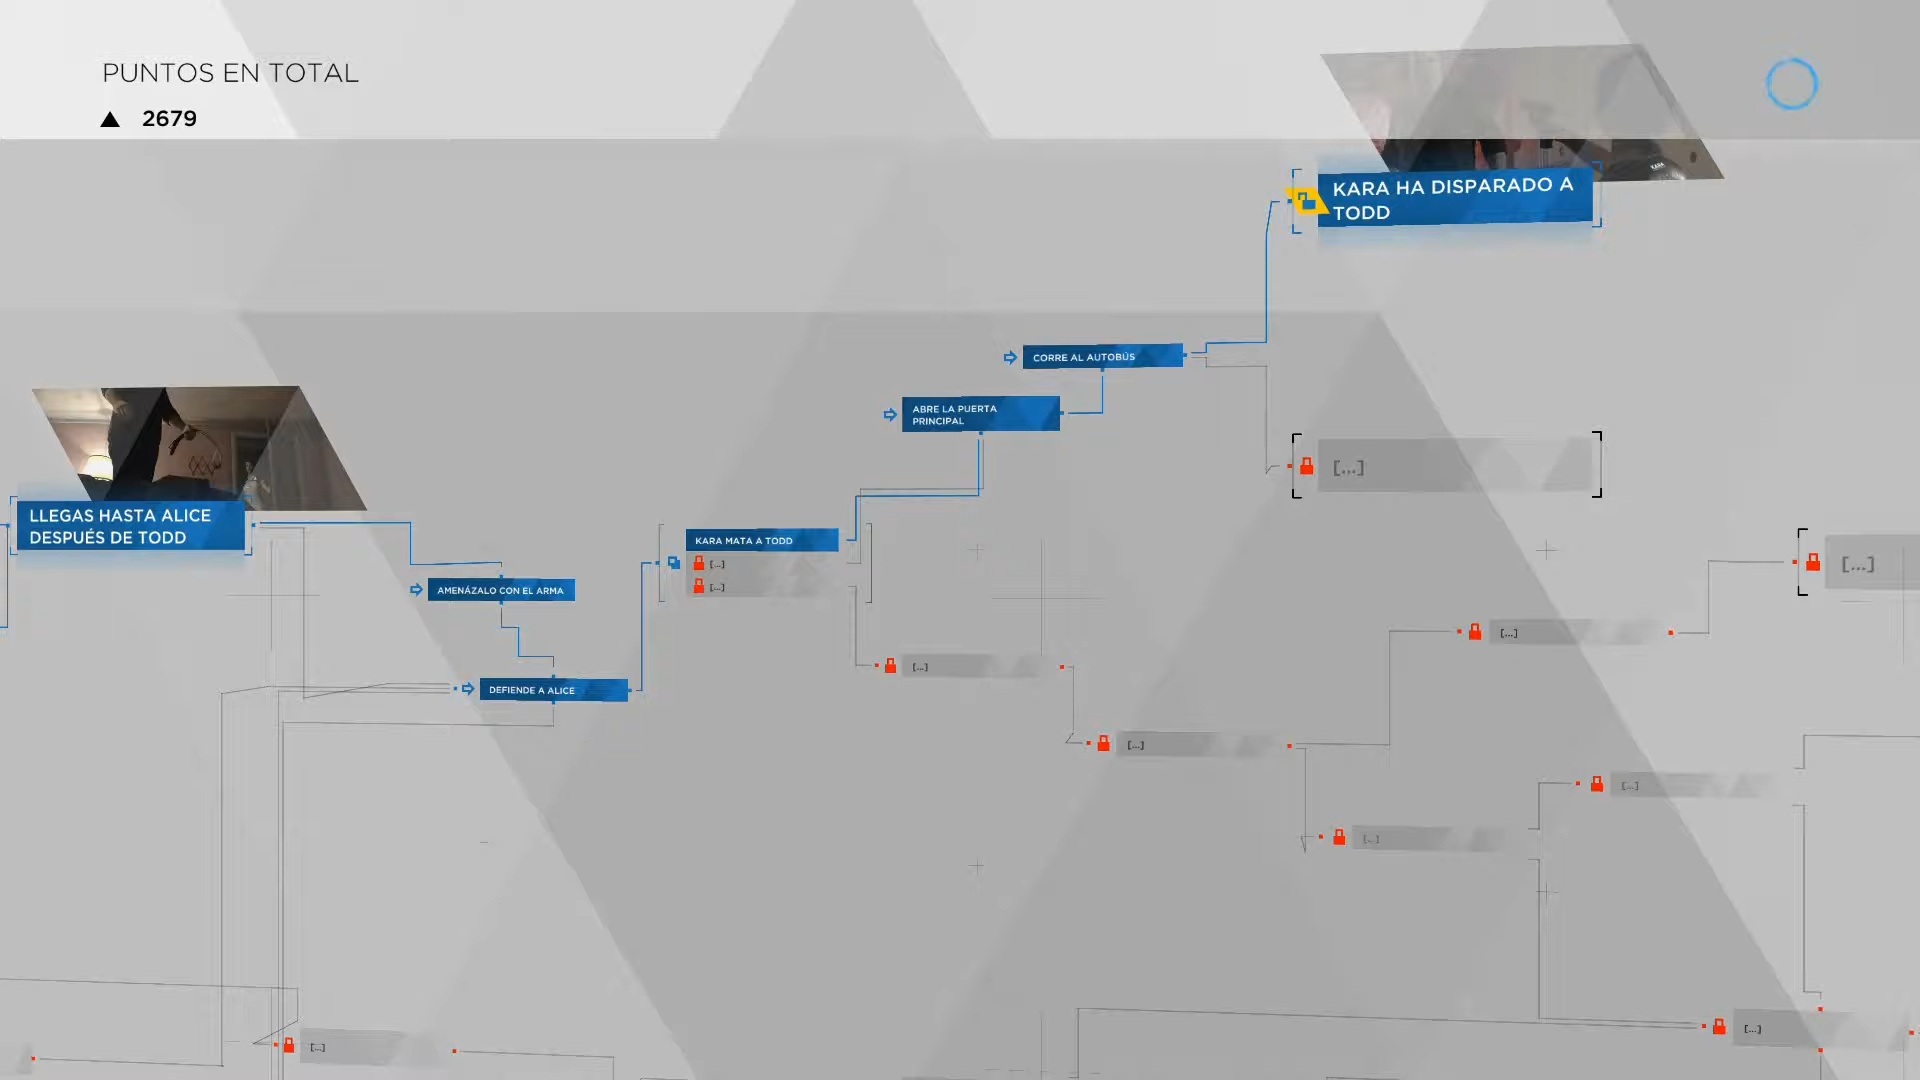 PUNTOS EN TOTAL
▲ 2679
KARA HA DISPARADO A
TODD
CORRE AL AUTOBÚS
ABRE LA PUERTA
PRINCIPAL
[...]
LLEGAS HASTA ALICE
DESPUÉS DE TODD
KARA MATA A TODD
[...]
[...]
[...]
AMENÁZALO CON EL ARMA
[...]
[...]
DEFIENDE A ALICE
[...]
[...]
[...]
[...]
[...]